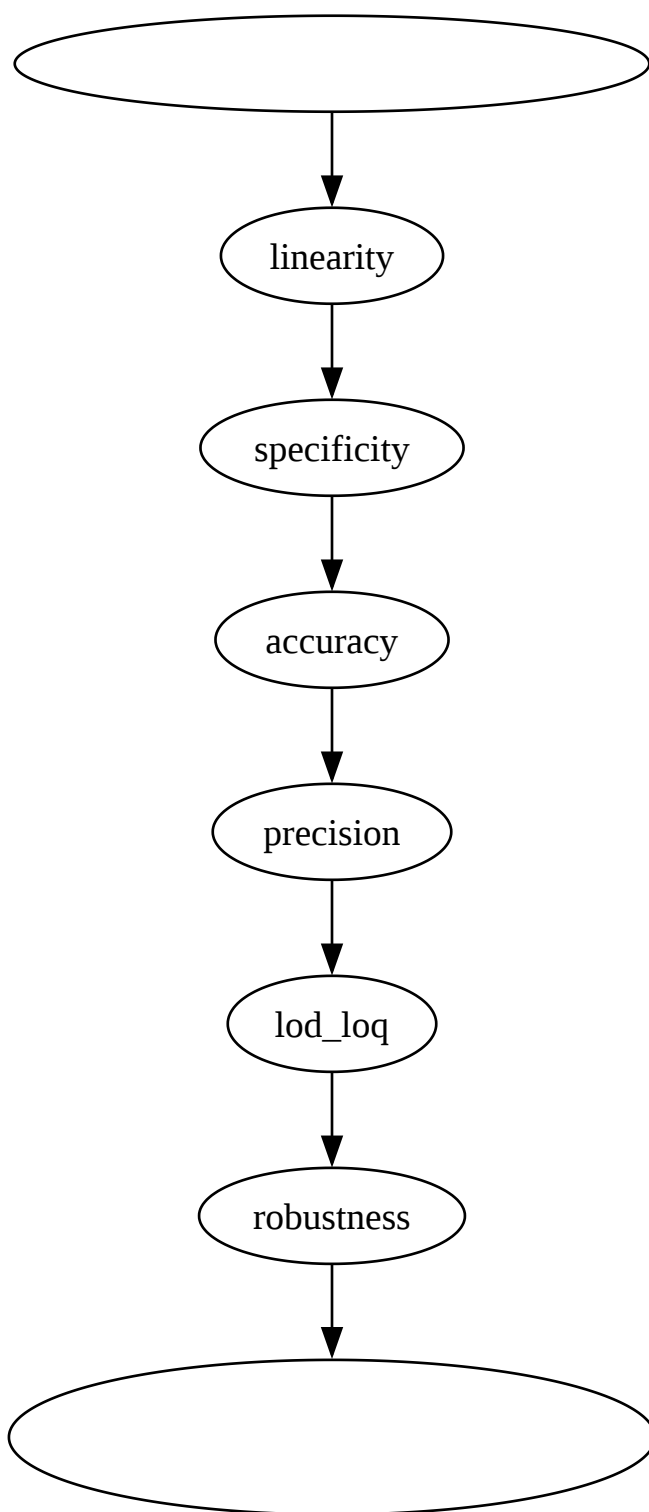 linearity
specificity
accuracy
precision
lod_loq
robustness